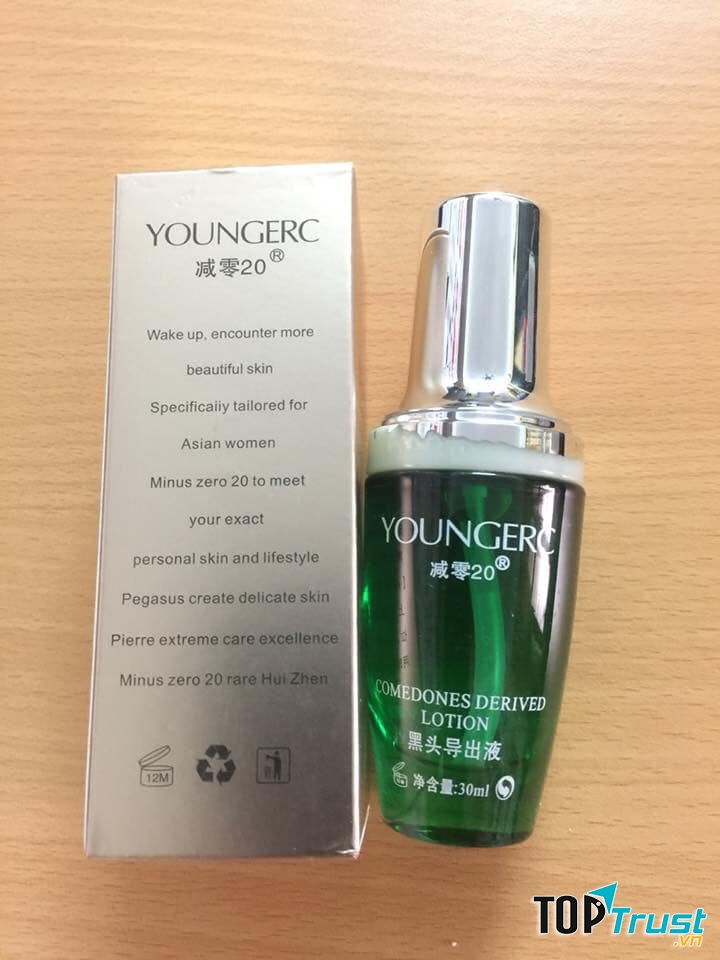 YOUNGERC
减零20®
Wake up, encounter more
beautiful skin
Specificaiiy tailored for
Asian women
Minus zero 20 to meet
your exact
personal skin and lifestyle
Pegasus create delicate skin
Pierre extreme care excellence
Minus zero 20 rare Hui Zhen
12M
YOUNGERC
减零20®
COMEDONES DERIVED
LOTION
黑头导出液
净含量:30ml
TOPTrust
.vn